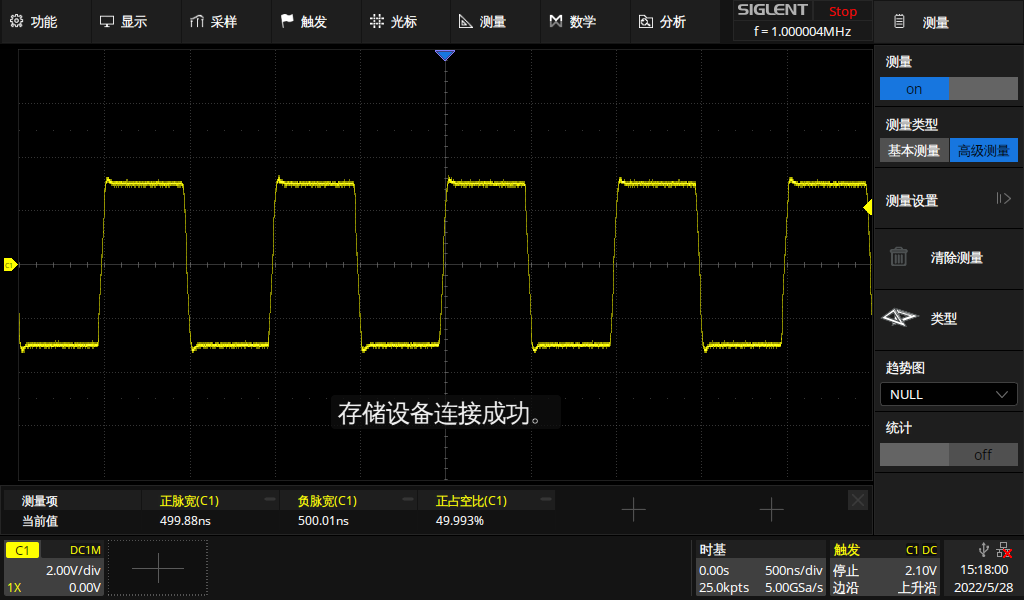 功能 显示 采样 触发 光标 测量 数学 分析
SIGLENT Stop
f = 1.000004MHz
测量
测量
on
测量类型
基本测量 高级测量
测量设置
清除测量
类型
趋势图
NULL
统计
off
C1
存储设备连接成功。
测量项 正脉宽(C1) 负脉宽(C1) 正占空比(C1)
当前值 499.88ns 500.01ns 49.993%
C1 DC1M
2.00V/div
1X 0.00V
时基
0.00s 500ns/div
25.0kpts 5.00GSa/s
触发 C1 DC
停止 2.10V
边沿 上升沿
15:18:00
2022/5/28